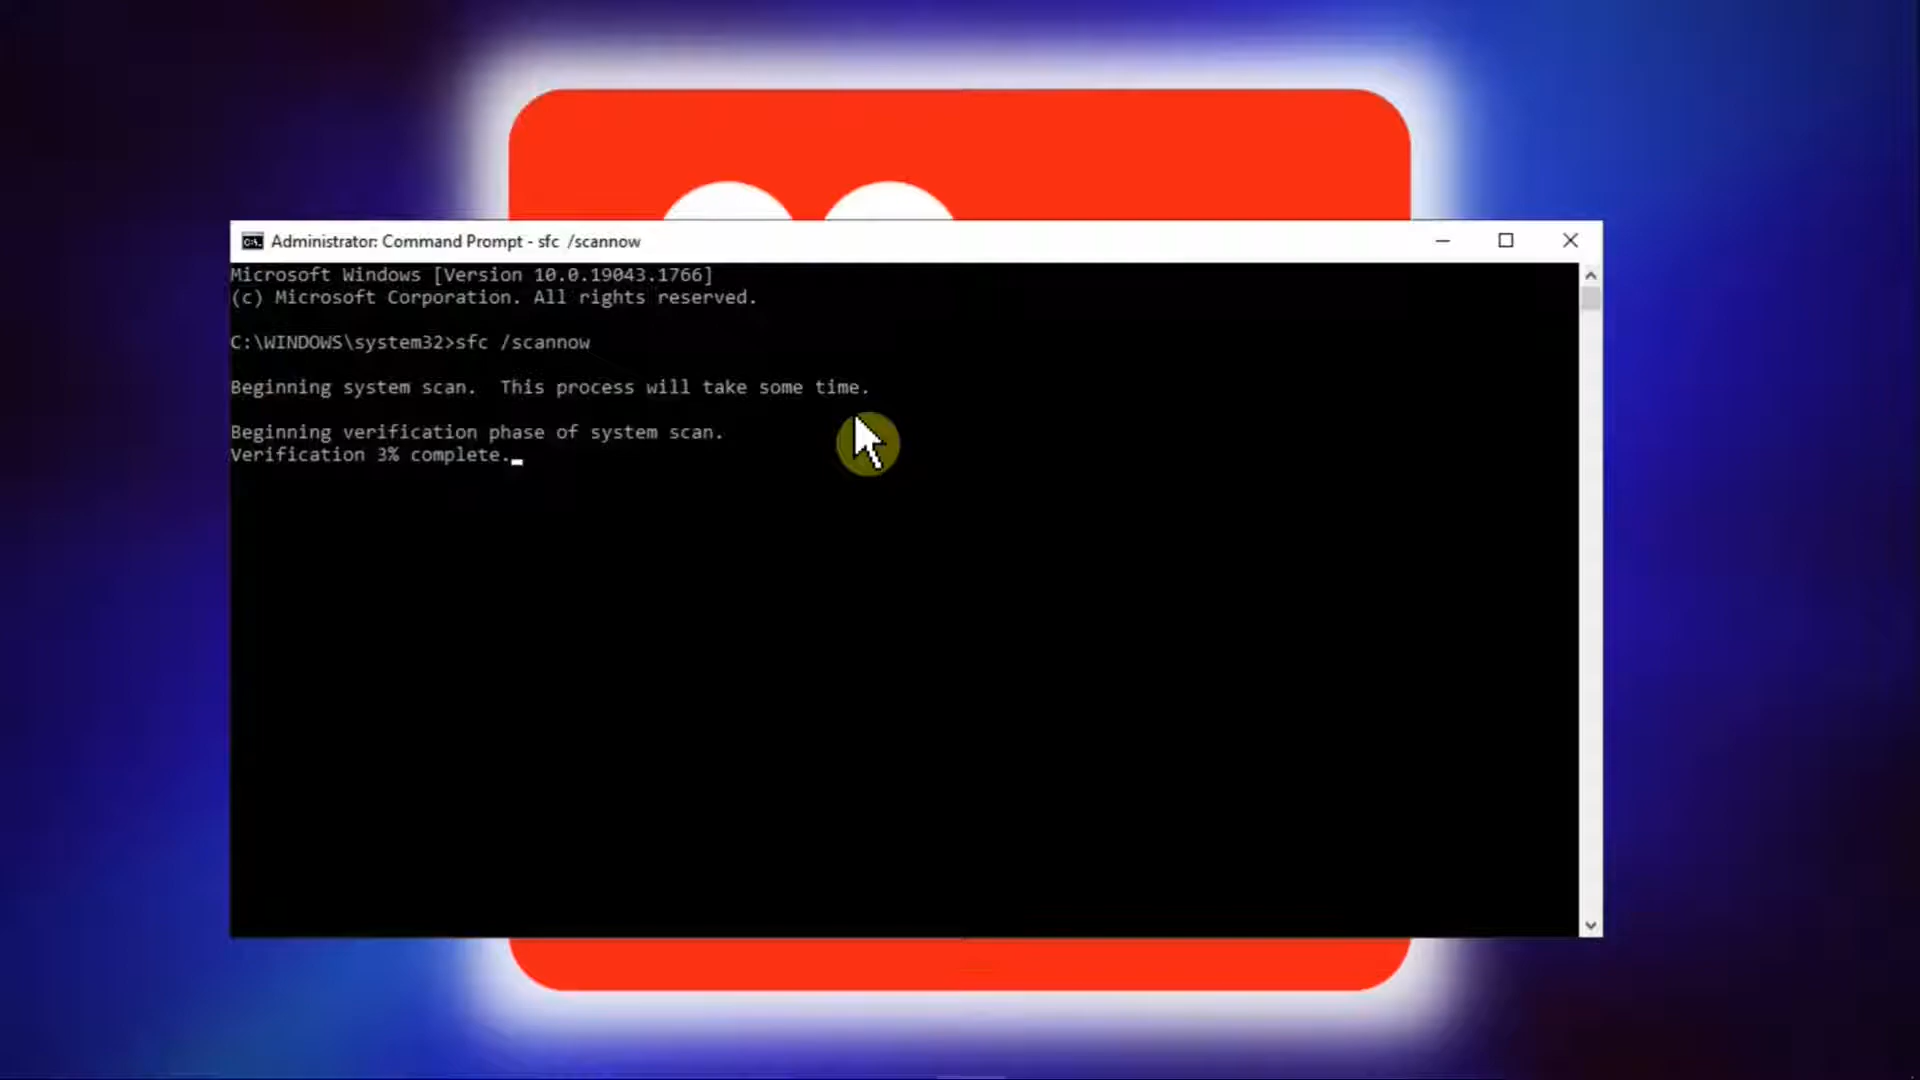 Administrator: Command Prompt - sfc  /scannow
Microsoft Windows [Version 10.0.19043.1766]
(c) Microsoft Corporation. All rights reserved.
C:\WINDOWS\system32>sfc /scannow
Beginning system scan.  This process will take some time.
Beginning verification phase of system scan.
Verification 3% complete.